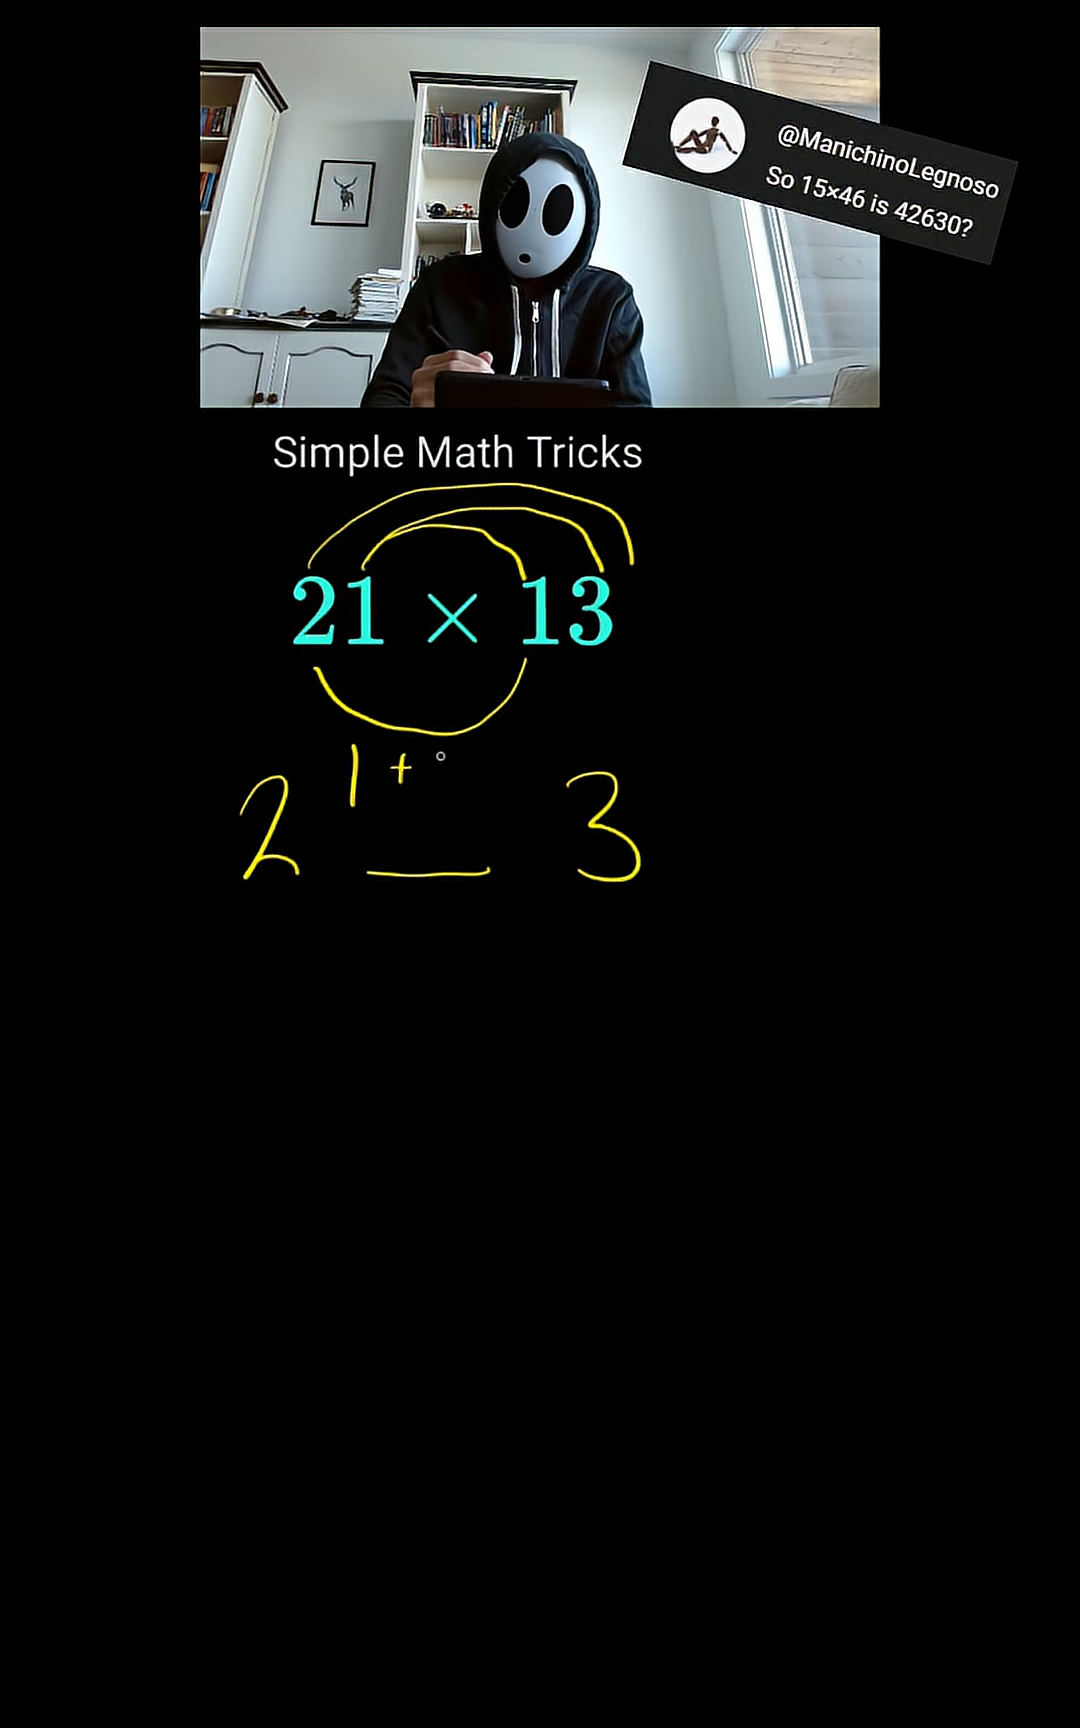 @ManichinoLegnoso
So 15×46 is 42630?
Simple Math Tricks
21 × 13
1 +
2 __ 3